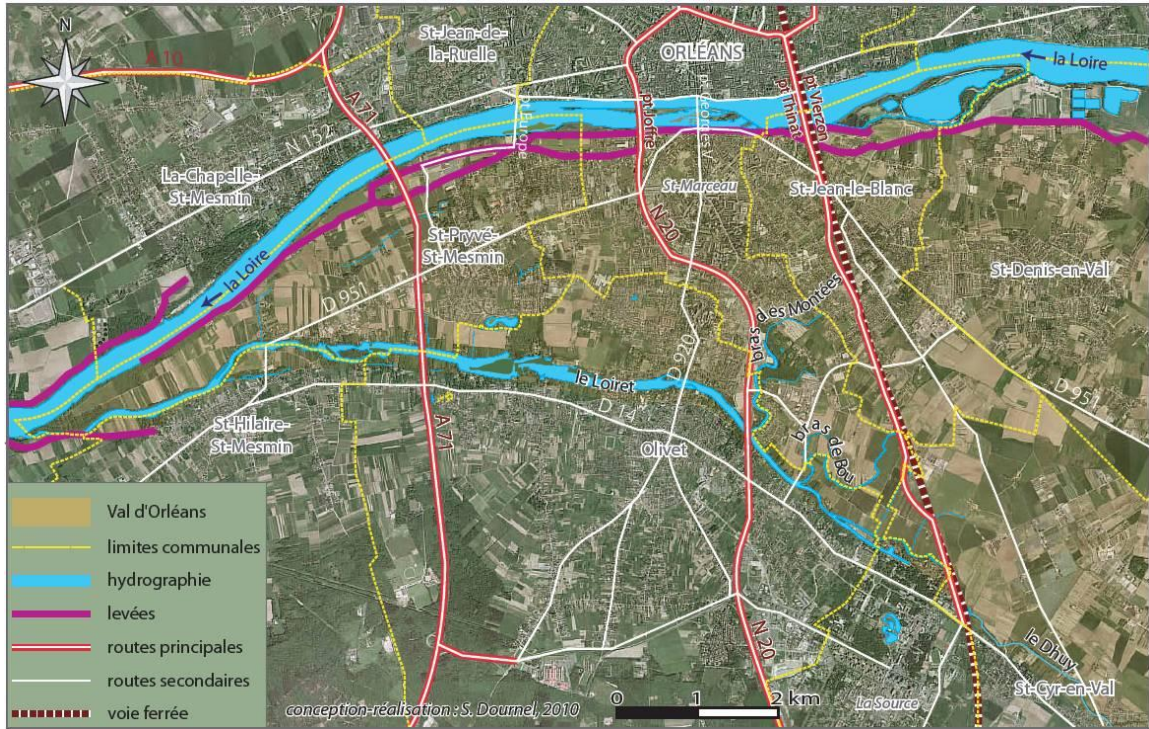 N
A 10
St-Jean-de-
la-Ruelle
ORLÉANS
la Loire
A 71
pt Europe
pt Joffre
pt Georges V
pt Thinat
pt Vierzon
N 152
La-Chapelle-
St-Mesmin
St-Marceau
St-Jean-le-Blanc
N 20
St-Pryvé-
St-Mesmin
St-Denis-en-Val
la Loire
D 951
bras des Montées
D 920
le Loiret
D 951
St-Hilaire-
St-Mesmin
A 71
Olivet
bras de Bou
Val d'Orléans
limites communales
hydrographie
levées
routes principales
routes secondaires
voie ferrée
N 20
le Dhuy
St-Cyr-en-Val
La Source
conception-réalisation : S. Dournel, 2010
0 1 2 km